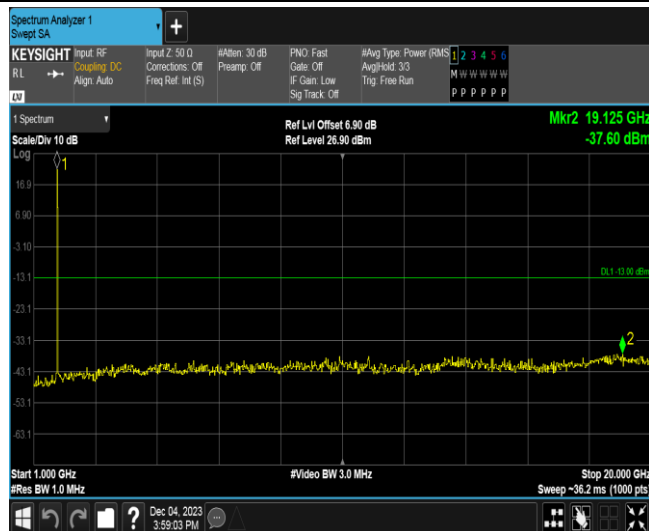 Spectrum Analyzer 1
Swept SA
+
KEYSIGHT Input: RF Input Z: 50 Ω #Atten: 30 dB PNO: Fast #Avg Type: Power (RMS 1 2 3 4 5 6
RL Coupling: DC Corrections: Off Preamp: Off Gate: Off Avg|Hold: 3/3 M W W W W W
Align: Auto Freq Ref: Int (S) IF Gain: Low Trig: Free Run
Sig Track: Off P P P P P P
1 Spectrum Ref Lvl Offset 6.90 dB Mkr2 19.125 GHz
Scale/Div 10 dB Ref Level 26.90 dBm -37.60 dBm
Log
1
16.9
6.90
-3.10
-13.1 DL1 -13.00 dBm
-23.1
-33.1
2
-43.1
-53.1
-63.1
Start 1.000 GHz #Video BW 3.0 MHz Stop 20.000 GHz
#Res BW 1.0 MHz Sweep ~36.2 ms (1000 pts)
? Dec 04, 2023
3:59:03 PM